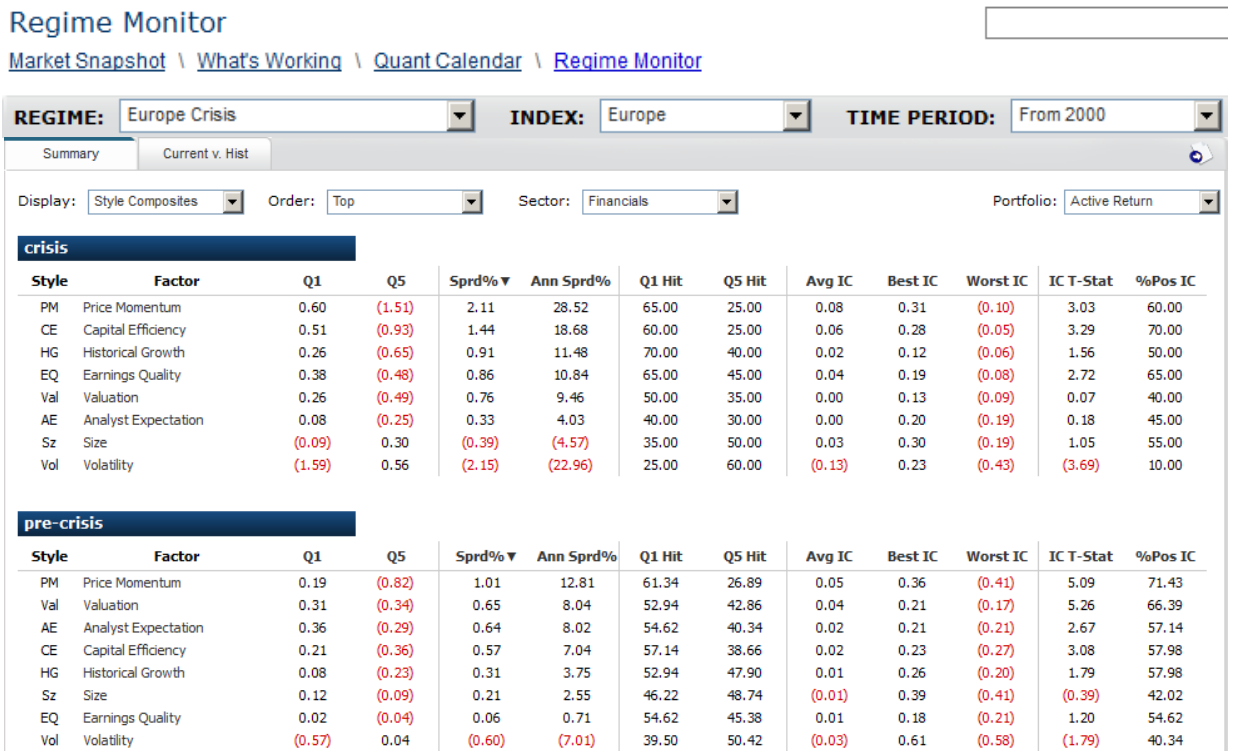 Regime Monitor
Market Snapshot \ What's Working \ Quant Calendar \ Regime Monitor
REGIME: Europe Crisis INDEX: Europe TIME PERIOD: From 2000
Summary Current v. Hist
Display: Style Composites Order: Top Sector: Financials Portfolio: Active Return
crisis
Style Factor Q1 Q5 Sprd%▼ Ann Sprd% Q1 Hit Q5 Hit Avg IC Best IC Worst IC IC T-Stat %Pos IC
PM Price Momentum 0.60 (1.51) 2.11 28.52 65.00 25.00 0.08 0.31 (0.10) 3.03 60.00
CE Capital Efficiency 0.51 (0.93) 1.44 18.68 60.00 25.00 0.06 0.28 (0.05) 3.29 70.00
HG Historical Growth 0.26 (0.65) 0.91 11.48 70.00 40.00 0.02 0.12 (0.06) 1.56 50.00
EQ Earnings Quality 0.38 (0.48) 0.86 10.84 65.00 45.00 0.04 0.19 (0.08) 2.72 65.00
Val Valuation 0.26 (0.49) 0.76 9.46 50.00 35.00 0.00 0.13 (0.09) 0.07 40.00
AE Analyst Expectation 0.08 (0.25) 0.33 4.03 40.00 30.00 0.00 0.20 (0.19) 0.18 45.00
Sz Size (0.09) 0.30 (0.39) (4.57) 35.00 50.00 0.03 0.30 (0.19) 1.05 55.00
Vol Volatility (1.59) 0.56 (2.15) (22.96) 25.00 60.00 (0.13) 0.23 (0.43) (3.69) 10.00
pre-crisis
Style Factor Q1 Q5 Sprd%▼ Ann Sprd% Q1 Hit Q5 Hit Avg IC Best IC Worst IC IC T-Stat %Pos IC
PM Price Momentum 0.19 (0.82) 1.01 12.81 61.34 26.89 0.05 0.36 (0.41) 5.09 71.43
Val Valuation 0.31 (0.34) 0.65 8.04 52.94 42.86 0.04 0.21 (0.17) 5.26 66.39
AE Analyst Expectation 0.36 (0.29) 0.64 8.02 54.62 40.34 0.02 0.21 (0.21) 2.67 57.14
CE Capital Efficiency 0.21 (0.36) 0.57 7.04 57.14 38.66 0.02 0.23 (0.27) 3.08 57.98
HG Historical Growth 0.08 (0.23) 0.31 3.75 52.94 47.90 0.01 0.26 (0.20) 1.79 57.98
Sz Size 0.12 (0.09) 0.21 2.55 46.22 48.74 (0.01) 0.39 (0.41) (0.39) 42.02
EQ Earnings Quality 0.02 (0.04) 0.06 0.71 54.62 45.38 0.01 0.18 (0.21) 1.20 54.62
Vol Volatility (0.57) 0.04 (0.60) (7.01) 39.50 50.42 (0.03) 0.61 (0.58) (1.79) 40.34